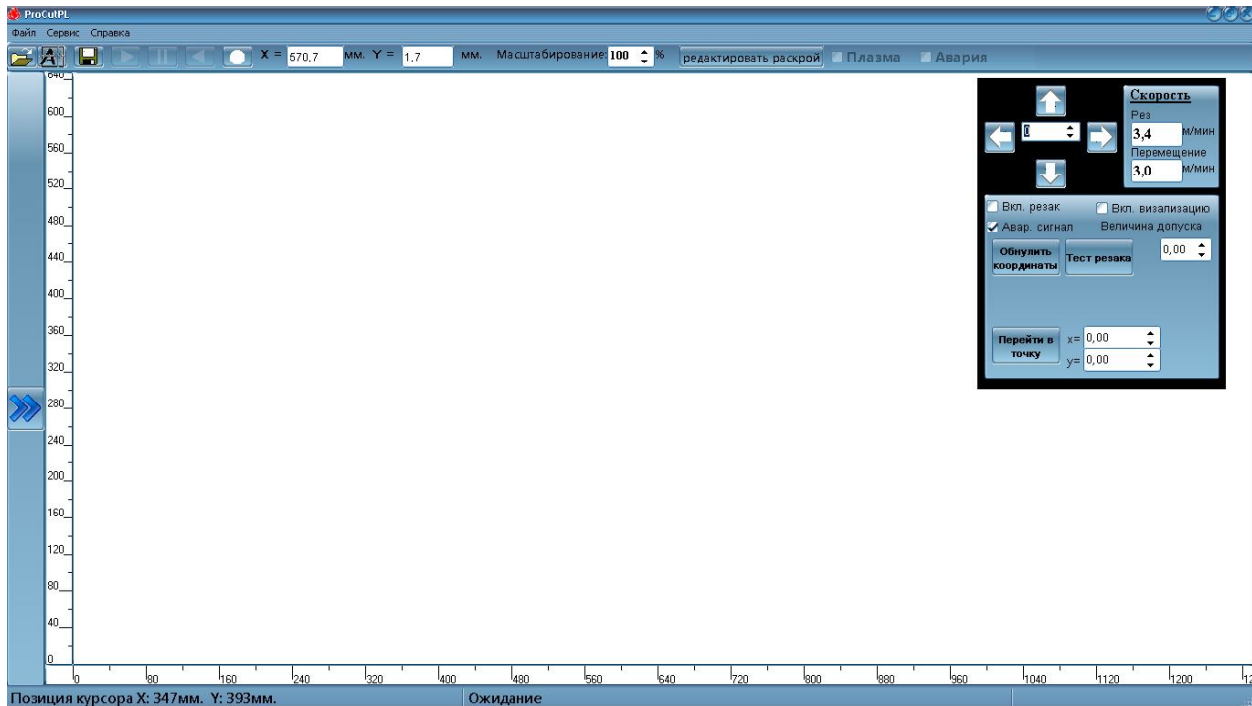 ProCutPL
Файл Сервис Справка
X = 570,7 мм. Y = 1,7 мм. Масштабирование: 100 % редактировать раскрой Плазма Авария
640
600
560
520
480
440
400
360
320
280
240
200
160
120
80
40
0
0 80 160 240 320 400 480 560 640 720 800 880 960 1040 1120 1200
Скорость
Рез
0
3,4 м/мин
Перемещение
3,0 м/мин
Вкл. резак Вкл. визализацию
Авар. сигнал Величина допуска
Обнулить координаты Тест резака 0,00
Перейти в точку
x= 0,00
y= 0,00
Позиция курсора X: 347мм. Y: 393мм. Ожидание